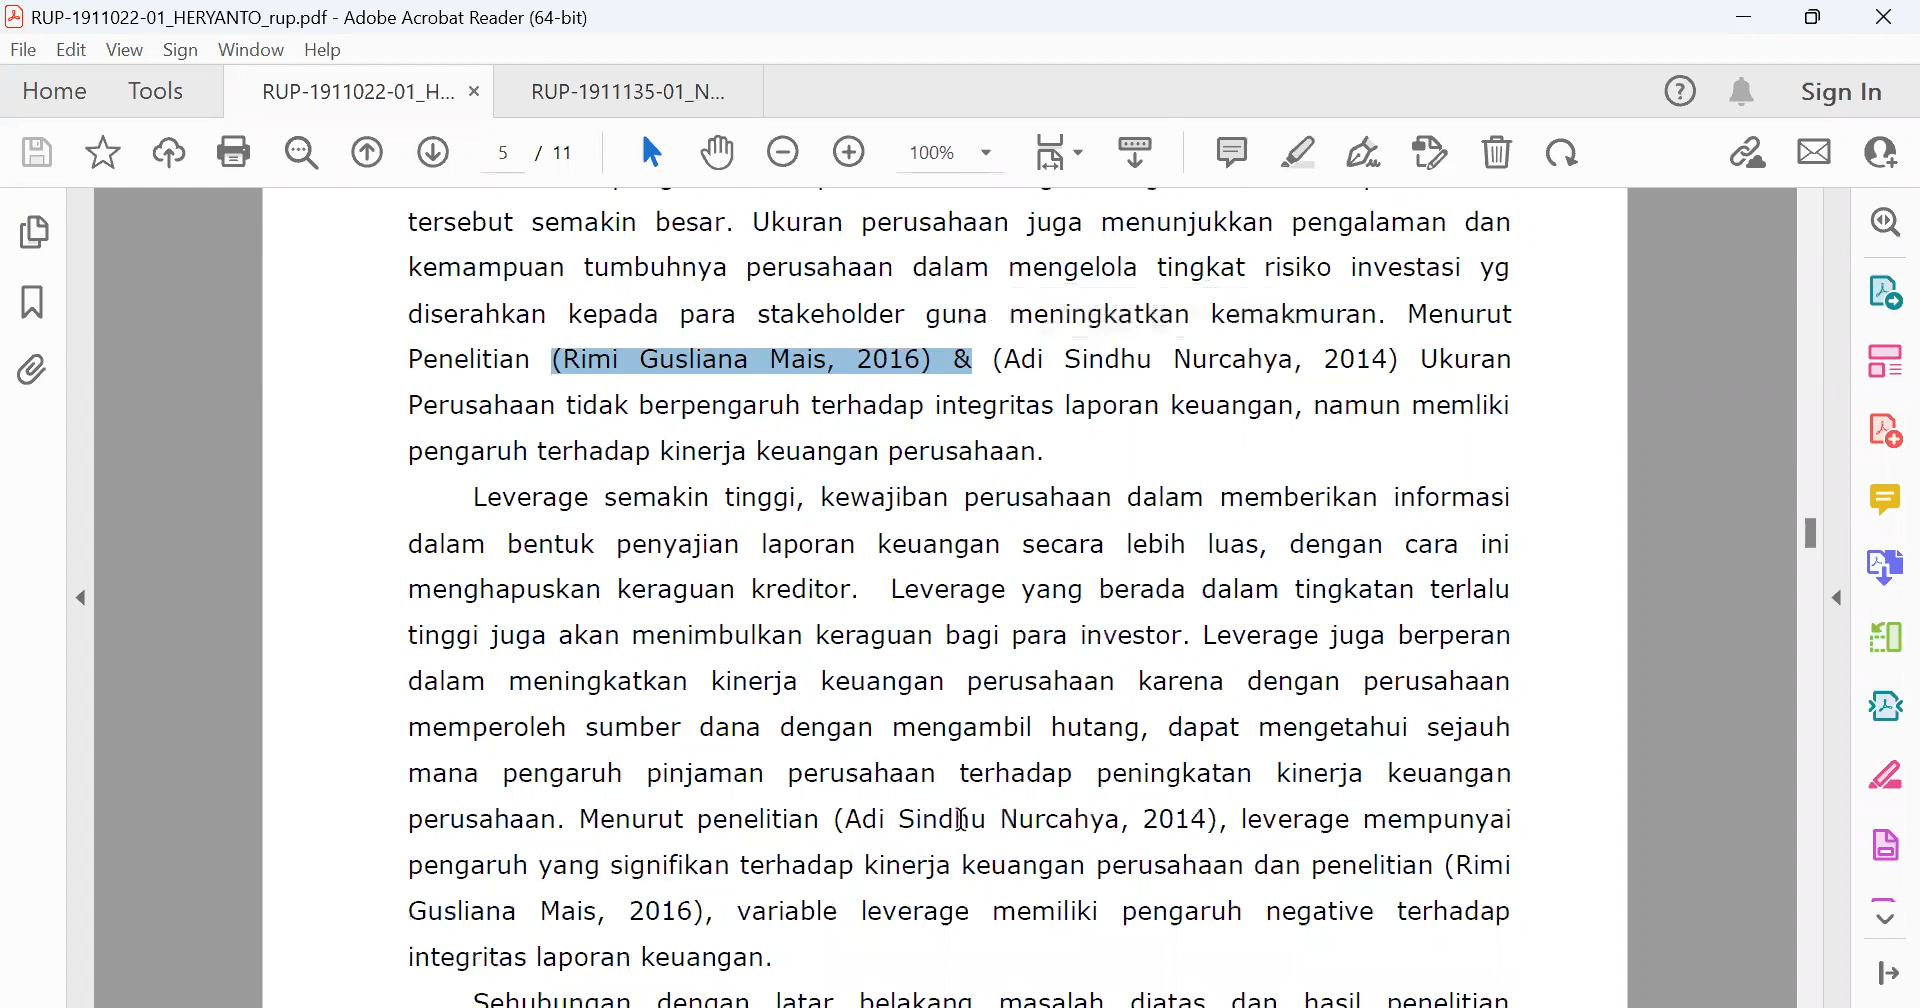 RUP-1911022-01_HERYANTO_rup.pdf - Adobe Acrobat Reader (64-bit)
File Edit View Sign Window Help
Home Tools RUP-1911022-01_H... × RUP-1911135-01_N... Sign In
5 / 11 100%
tersebut semakin besar. Ukuran perusahaan juga menunjukkan pengalaman dan
kemampuan tumbuhnya perusahaan dalam mengelola tingkat risiko investasi yg
diserahkan kepada para stakeholder guna meningkatkan kemakmuran. Menurut
Penelitian (Rimi Gusliana Mais, 2016) & (Adi Sindhu Nurcahya, 2014) Ukuran
Perusahaan tidak berpengaruh terhadap integritas laporan keuangan, namun memliki
pengaruh terhadap kinerja keuangan perusahaan.
Leverage semakin tinggi, kewajiban perusahaan dalam memberikan informasi
dalam bentuk penyajian laporan keuangan secara lebih luas, dengan cara ini
menghapuskan keraguan kreditor. Leverage yang berada dalam tingkatan terlalu
tinggi juga akan menimbulkan keraguan bagi para investor. Leverage juga berperan
dalam meningkatkan kinerja keuangan perusahaan karena dengan perusahaan
memperoleh sumber dana dengan mengambil hutang, dapat mengetahui sejauh
mana pengaruh pinjaman perusahaan terhadap peningkatan kinerja keuangan
perusahaan. Menurut penelitian (Adi Sindhu Nurcahya, 2014), leverage mempunyai
pengaruh yang signifikan terhadap kinerja keuangan perusahaan dan penelitian (Rimi
Gusliana Mais, 2016), variable leverage memiliki pengaruh negative terhadap
integritas laporan keuangan.
Sehubungan dengan latar belakang masalah diatas dan hasil penelitian